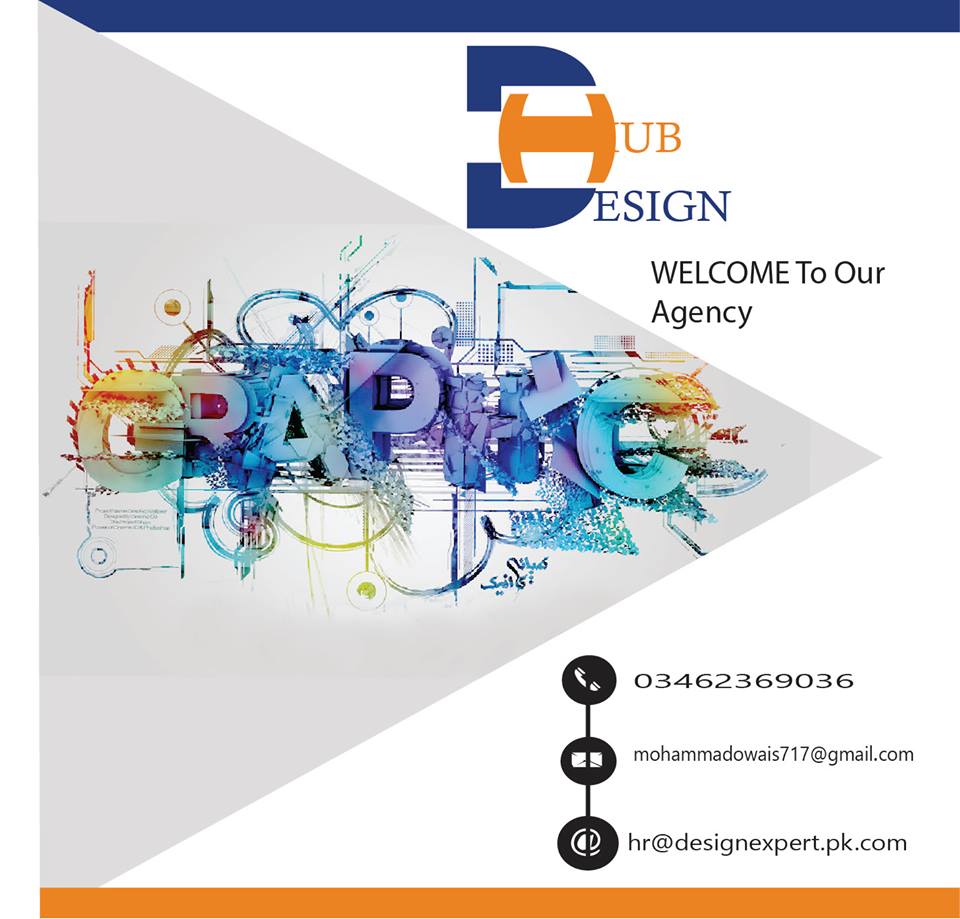 HUB
DESIGN
WELCOME To Our
Agency
GRAPHIC
03462369036
mohammadowais717@gmail.com
hr@designexpert.pk.com